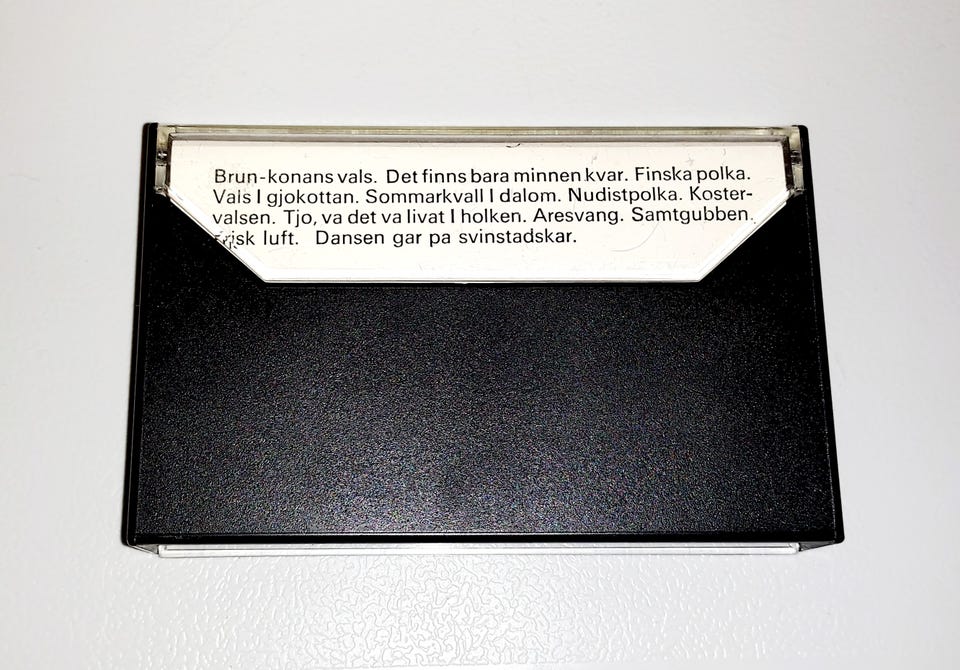 Brun-konans vals. Det finns bara minnen kvar. Finska polka.
Vals I gjokottan. Sommarkvall I dalom. Nudistpolka. Koster-
valsen. Tjo, va det va livat I holken. Aresvang. Samtgubben.
Frisk luft. Dansen gar pa svinstadskar.